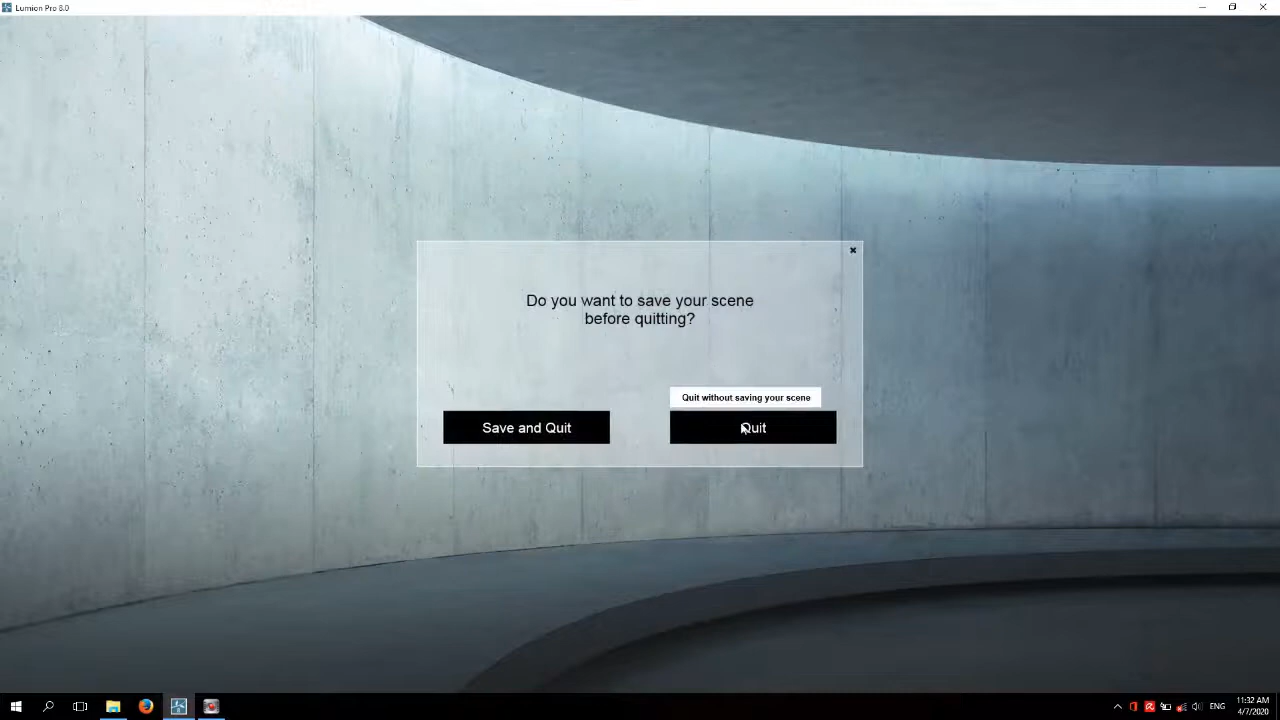 Lumion Pro 8.0
Do you want to save your scene
before quitting?
Quit without saving your scene
Save and Quit
Quit
ENG
11:32 AM
4/7/2020